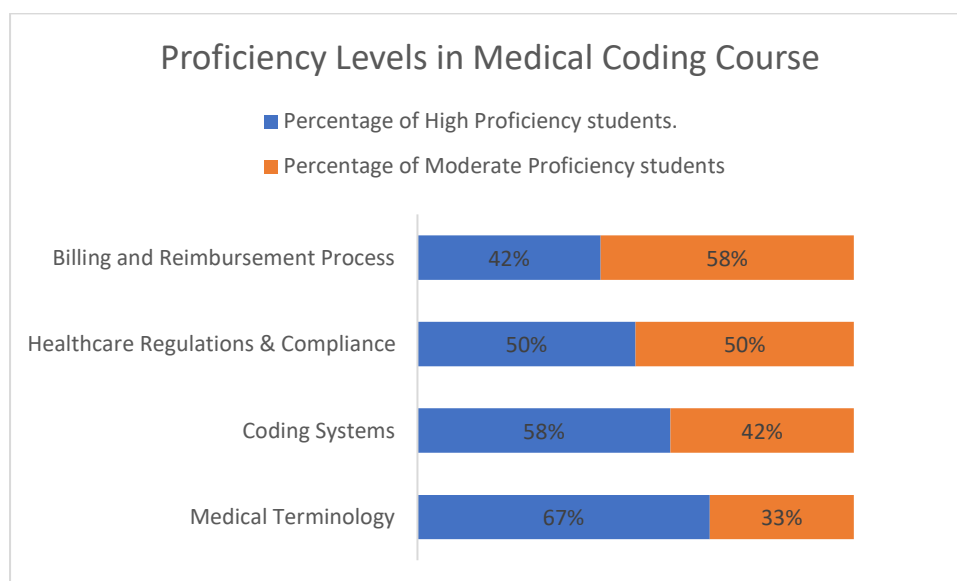 Proficiency Levels in Medical Coding Course
Percentage of High Proficiency students.
Percentage of Moderate Proficiency students
Billing and Reimbursement Process
42%
58%
Healthcare Regulations & Compliance
50%
50%
Coding Systems
58%
42%
Medical Terminology
67%
33%